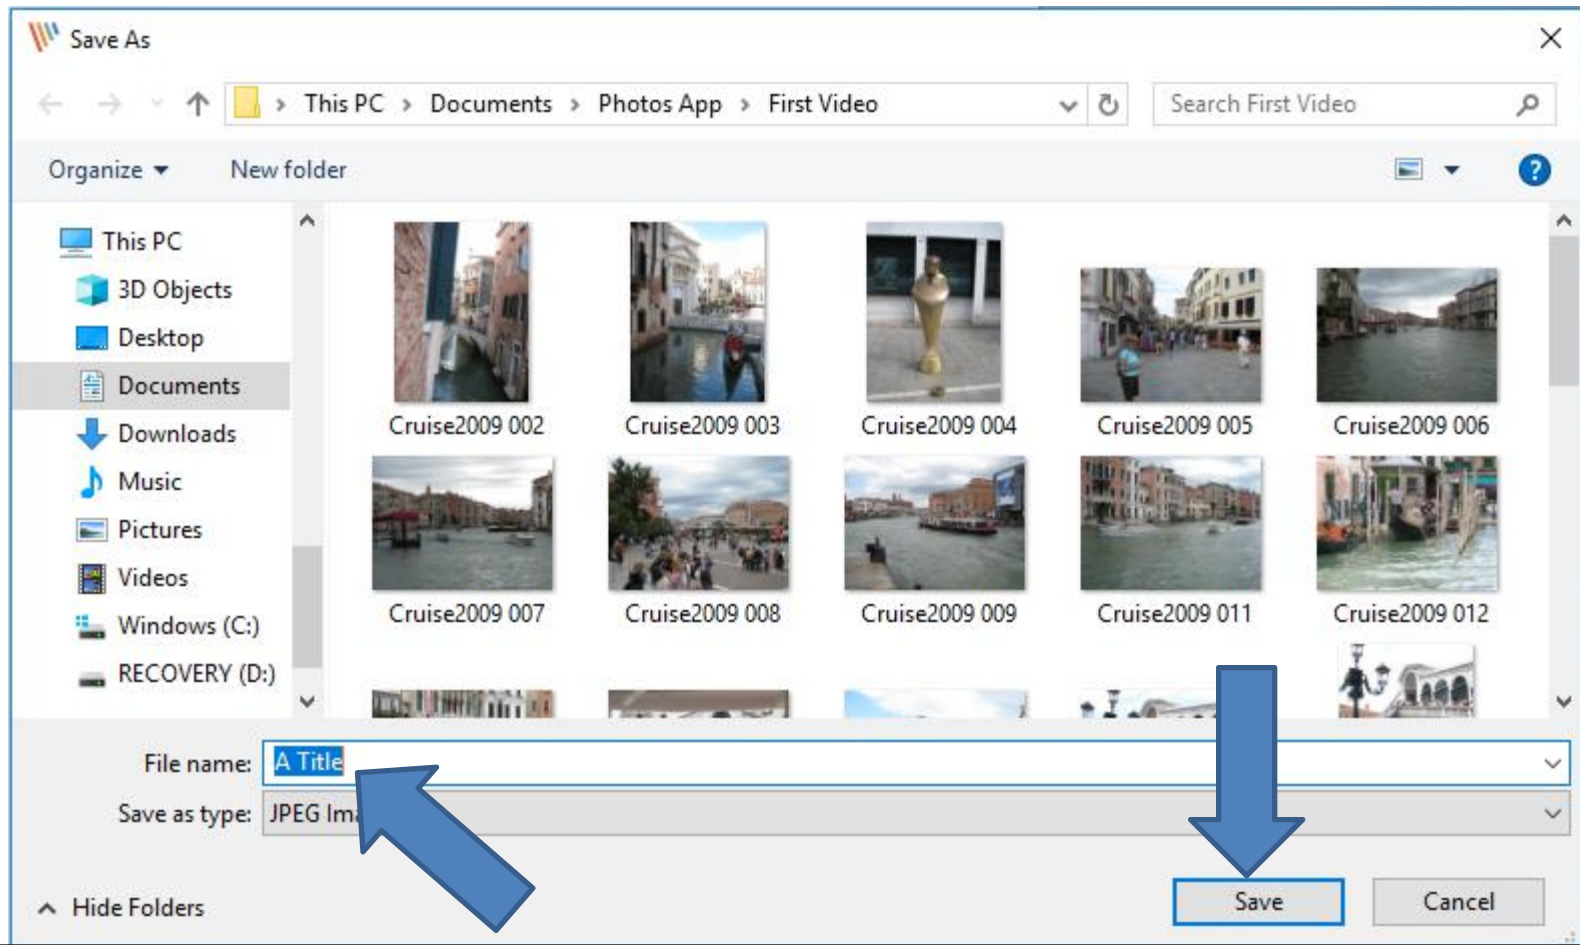 Save As
This PC > Documents > Photos App > First Video
Search First Video
Organize
New folder
This PC
3D Objects
Desktop
Documents
Downloads
Music
Pictures
Videos
Windows (C:)
RECOVERY (D:)
Cruise2009 002
Cruise2009 003
Cruise2009 004
Cruise2009 005
Cruise2009 006
Cruise2009 007
Cruise2009 008
Cruise2009 009
Cruise2009 011
Cruise2009 012
File name: A Title
Save as type: JPEG
Hide Folders
Save
Cancel